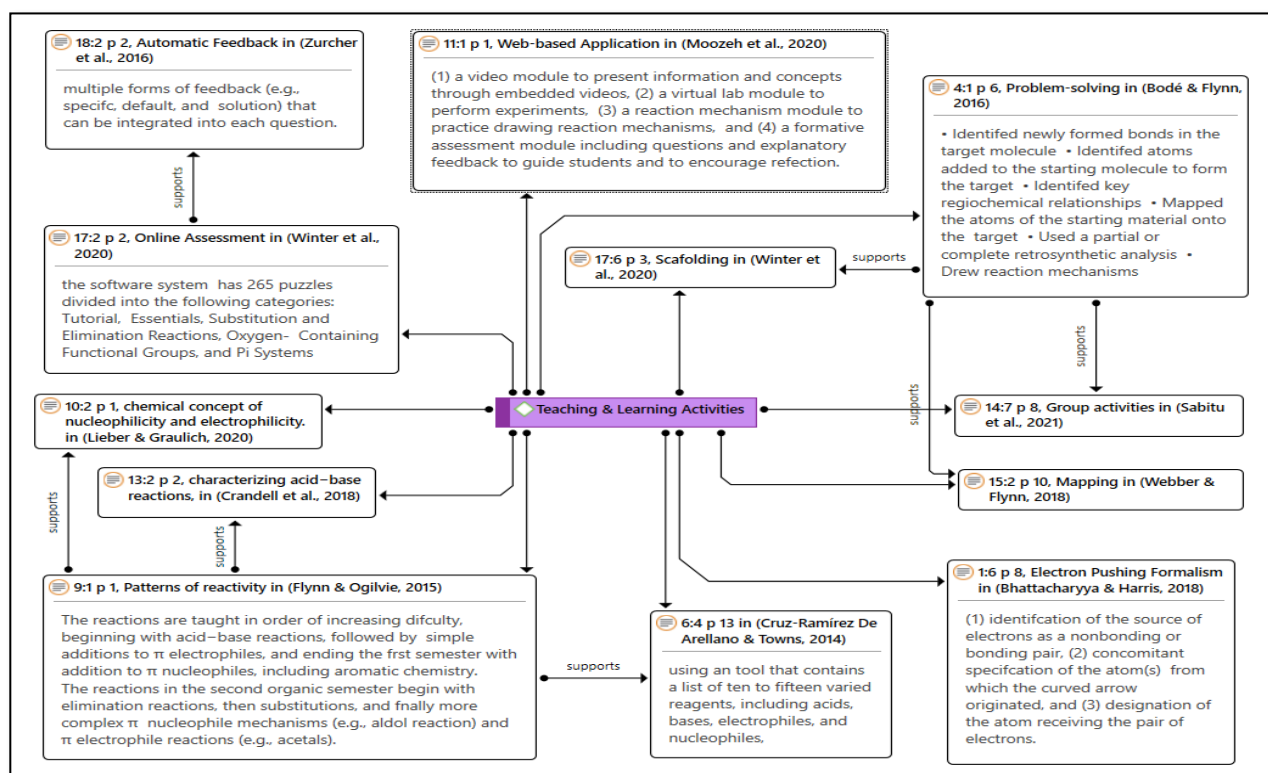 18:2 p 2, Automatic Feedback in (Zurcher
et al., 2016)
multiple forms of feedback (e.g.,
specifc, default, and solution) that
can be integrated into each question.
11:1 p 1, Web-based Application in (Moozeh et al., 2020)
(1) a video module to present information and concepts
through embedded videos, (2) a virtual lab module to
perform experiments, (3) a reaction mechanism module to
practice drawing reaction mechanisms, and (4) a formative
assessment module including questions and explanatory
feedback to guide students and to encourage refection.
4:1 p 6, Problem-solving in (Bodé & Flynn,
2016)
• Identifed newly formed bonds in the
target molecule • Identifed atoms
added to the starting molecule to form
the target • Identifed key
regiochemical relationships • Mapped
the atoms of the starting material onto
the target • Used a partial or
complete retrosynthetic analysis •
Drew reaction mechanisms
supports
17:2 p 2, Online Assessment in (Winter et al.,
2020)
the software system has 265 puzzles
divided into the following categories:
Tutorial, Essentials, Substitution and
Elimination Reactions, Oxygen- Containing
Functional Groups, and Pi Systems
17:6 p 3, Scafolding in (Winter et
al., 2020)
supports
supports
supports
10:2 p 1, chemical concept of
nucleophilicity and electrophilicity.
in (Lieber & Graulich, 2020)
Teaching & Learning Activities
14:7 p 8, Group activities in (Sabitu
et al., 2021)
13:2 p 2, characterizing acid−base
reactions, in (Crandell et al., 2018)
15:2 p 10, Mapping in (Webber &
Flynn, 2018)
supports
supports
9:1 p 1, Patterns of reactivity in (Flynn & Ogilvie, 2015)
The reactions are taught in order of increasing difculty,
beginning with acid−base reactions, followed by simple
additions to π electrophiles, and ending the frst semester with
addition to π nucleophiles, including aromatic chemistry.
The reactions in the second organic semester begin with
elimination reactions, then substitutions, and fnally more
complex π nucleophile mechanisms (e.g., aldol reaction) and
π electrophile reactions (e.g., acetals).
supports
6:4 p 13 in (Cruz-Ramírez De
Arellano & Towns, 2014)
using an tool that contains
a list of ten to fifteen varied
reagents, including acids,
bases, electrophiles, and
nucleophiles,
1:6 p 8, Electron Pushing Formalism
in (Bhattacharyya & Harris, 2018)
(1) identifcation of the source of
electrons as a nonbonding or
bonding pair, (2) concomitant
specifcation of the atom(s) from
which the curved arrow
originated, and (3) designation of
the atom receiving the pair of
electrons.